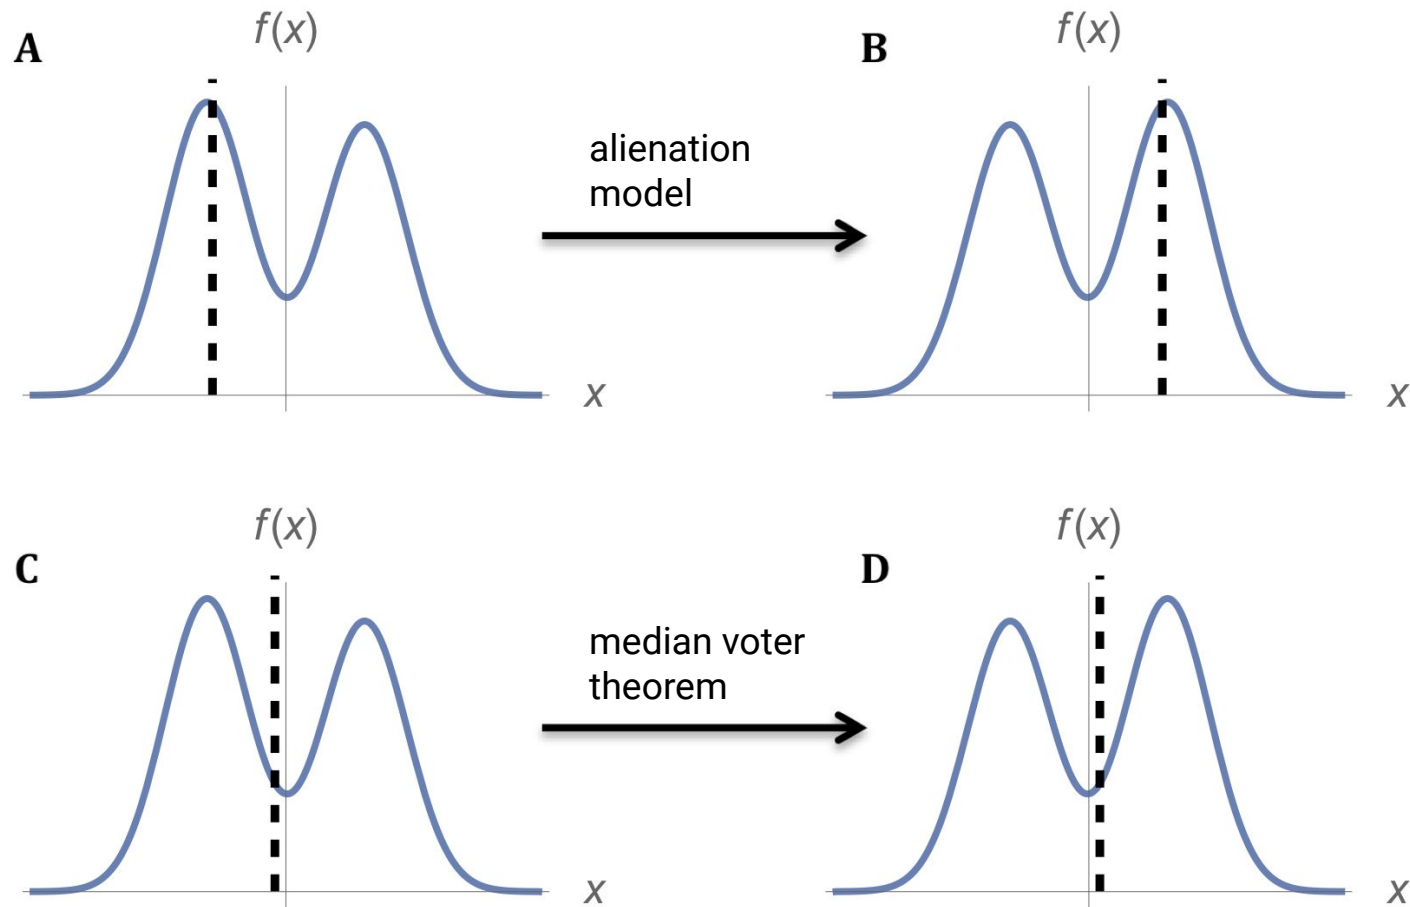 A
f(x)
x
alienation
model
B
f(x)
x
C
f(x)
x
median voter
theorem
D
f(x)
x